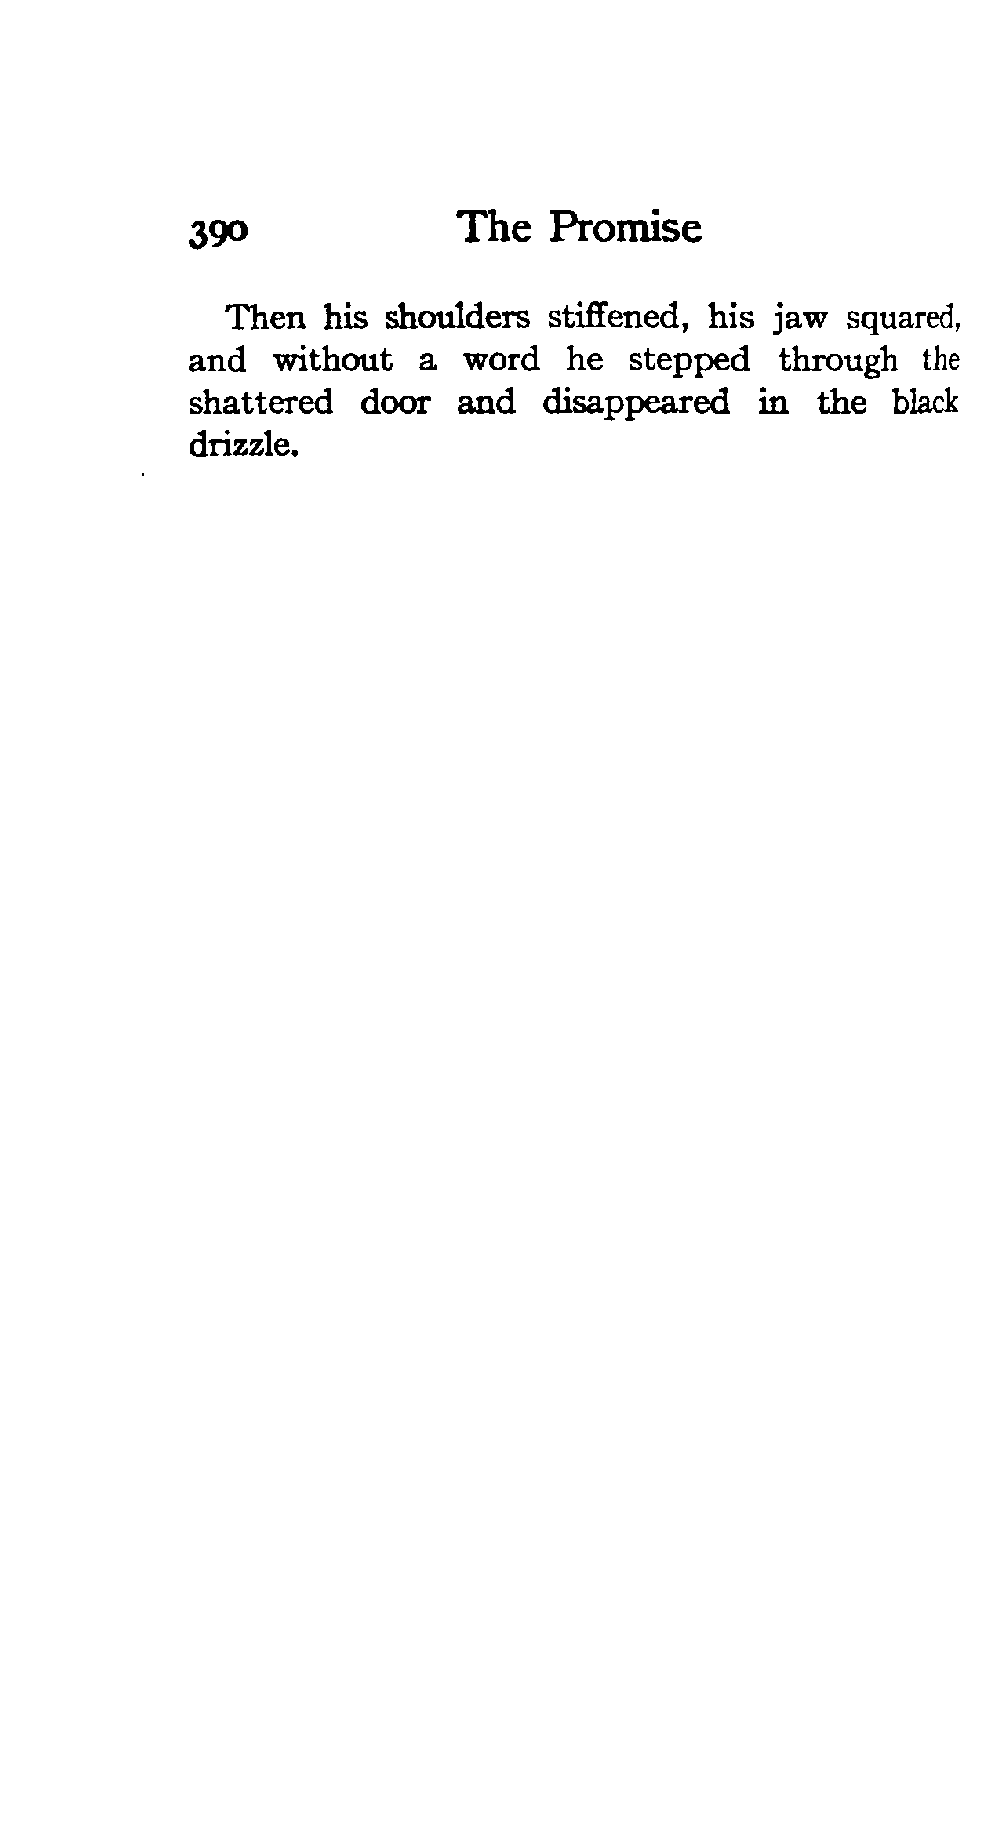 390 The Promise
Then his shoulders stiffened, his jaw squared,
and without a word he stepped through the
shattered door and disappeared in the black
drizzle.